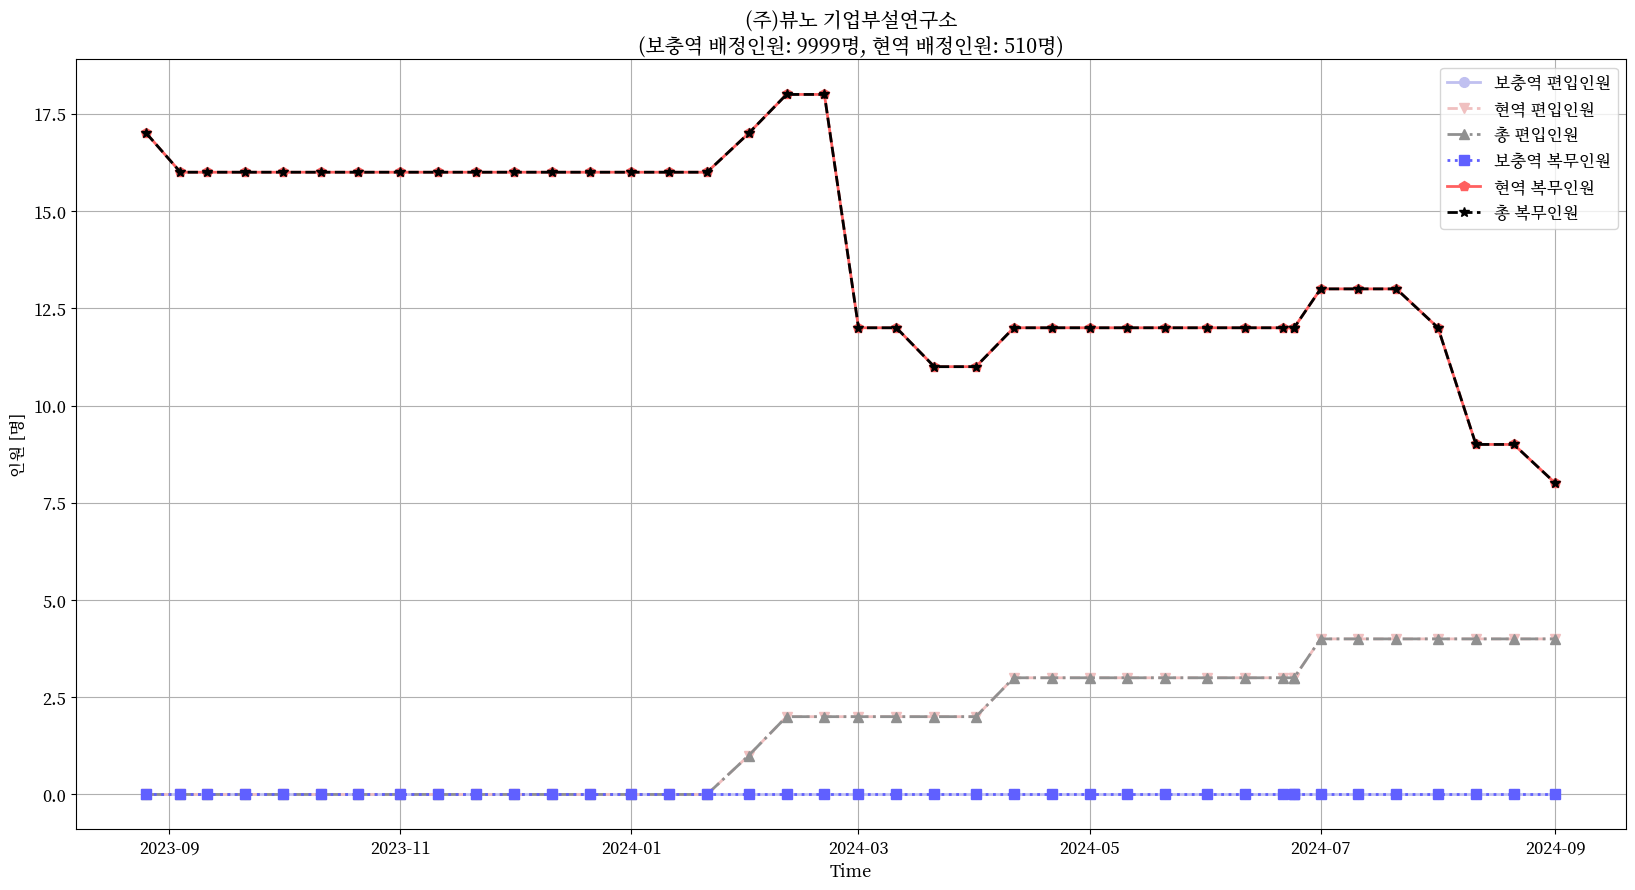 (주)뷰노 기업부설연구소
(보충역 배정인원: 9999명, 현역 배정인원: 510명)
보충역 편입인원
현역 편입인원
총 편입인원
보충역 복무인원
현역 복무인원
총 복무인원
인원 [명]
17.5
15.0
12.5
10.0
7.5
5.0
2.5
0.0
2023-09
2023-11
2024-01
2024-03
2024-05
2024-07
2024-09
Time